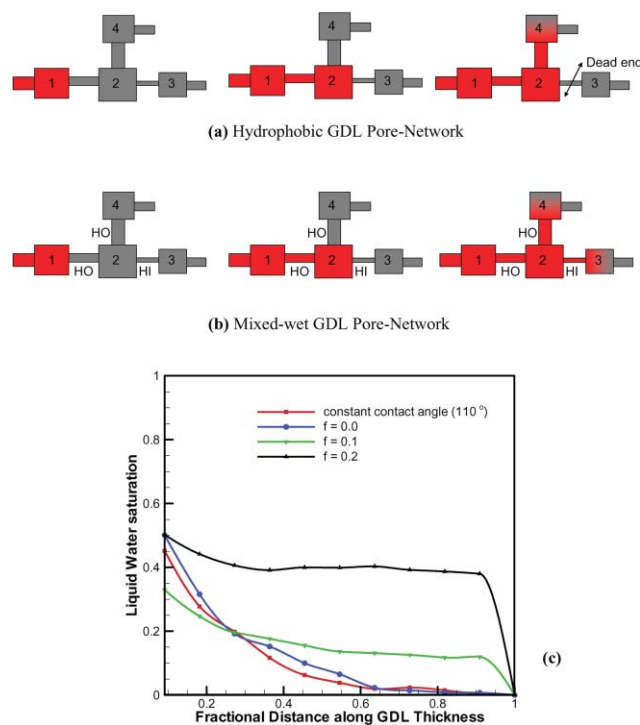 4
1
2
3
4
1
2
3
4
Dead end
1
2
3
(a) Hydrophobic GDL Pore-Network
4
HO
1
2
3
HO
HI
4
HO
1
2
3
HO
HI
4
HO
1
2
3
HO
HI
(b) Mixed-wet GDL Pore-Network
1
0.8
0.6
0.4
0.2
0
Liquid Water saturation
constant contact angle (110 °)
f = 0.0
f = 0.1
f = 0.2
(c)
0.2
0.4
0.6
0.8
1
Fractional Distance along GDL Thickness